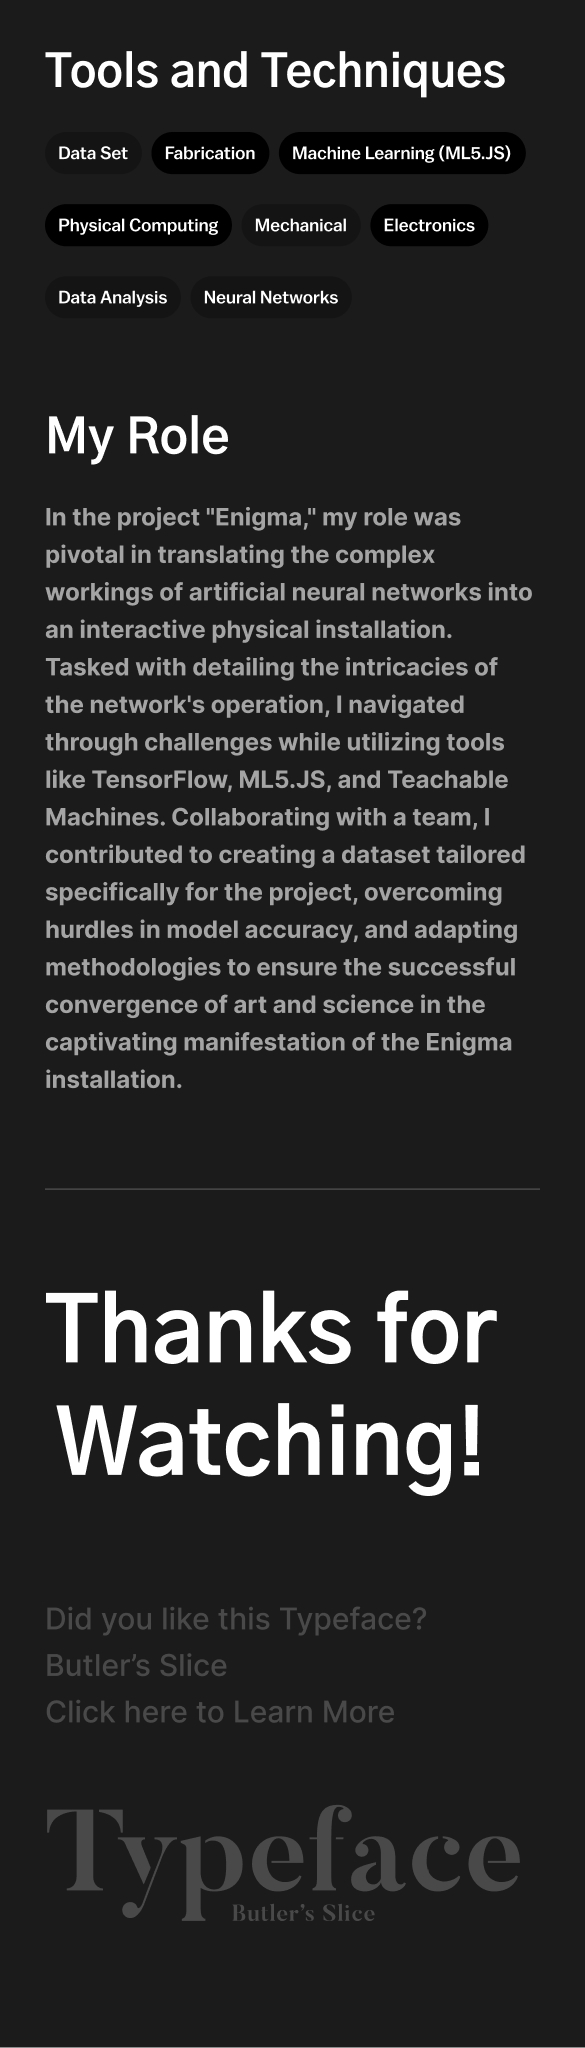 Tools and Techniques
Data Set Fabrication Machine Learning (ML5.JS)
Physical Computing Mechanical Electronics
Data Analysis Neural Networks
My Role
In the project "Enigma," my role was
pivotal in translating the complex
workings of artificial neural networks into
an interactive physical installation.
Tasked with detailing the intricacies of
the network's operation, I navigated
through challenges while utilizing tools
like TensorFlow, ML5.JS, and Teachable
Machines. Collaborating with a team, I
contributed to creating a dataset tailored
specifically for the project, overcoming
hurdles in model accuracy, and adapting
methodologies to ensure the successful
convergence of art and science in the
captivating manifestation of the Enigma
installation.
Thanks for
Watching!
Did you like this Typeface?
Butler’s Slice
Click here to Learn More
Typeface
Butler’s Slice